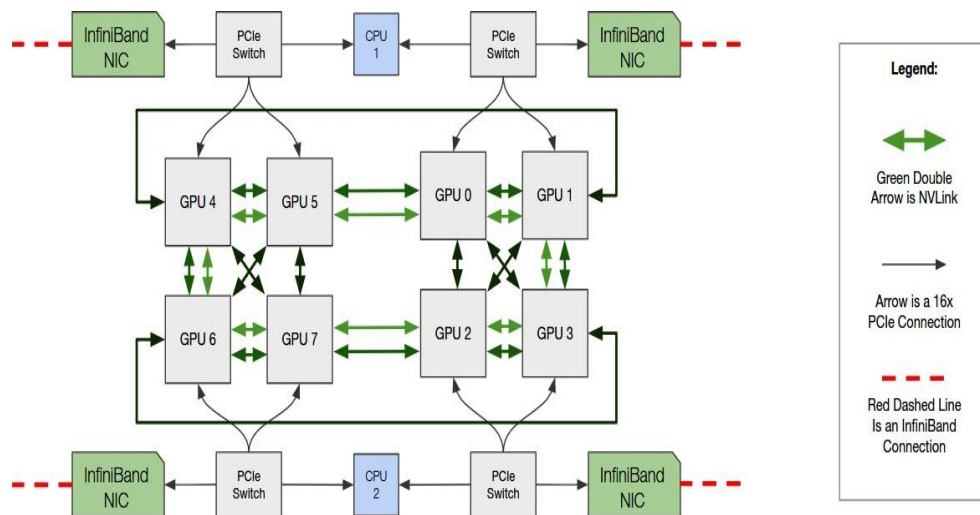 InfiniBand
NIC
PCIe
Switch
CPU
1
PCIe
Switch
InfiniBand
NIC
GPU 4
GPU 5
GPU 0
GPU 1
GPU 6
GPU 7
GPU 2
GPU 3
InfiniBand
NIC
PCIe
Switch
CPU
2
PCIe
Switch
InfiniBand
NIC
Legend:
Green Double
Arrow is NVLink
Arrow is a 16x
PCIe Connection
Red Dashed Line
Is an InfiniBand
Connection